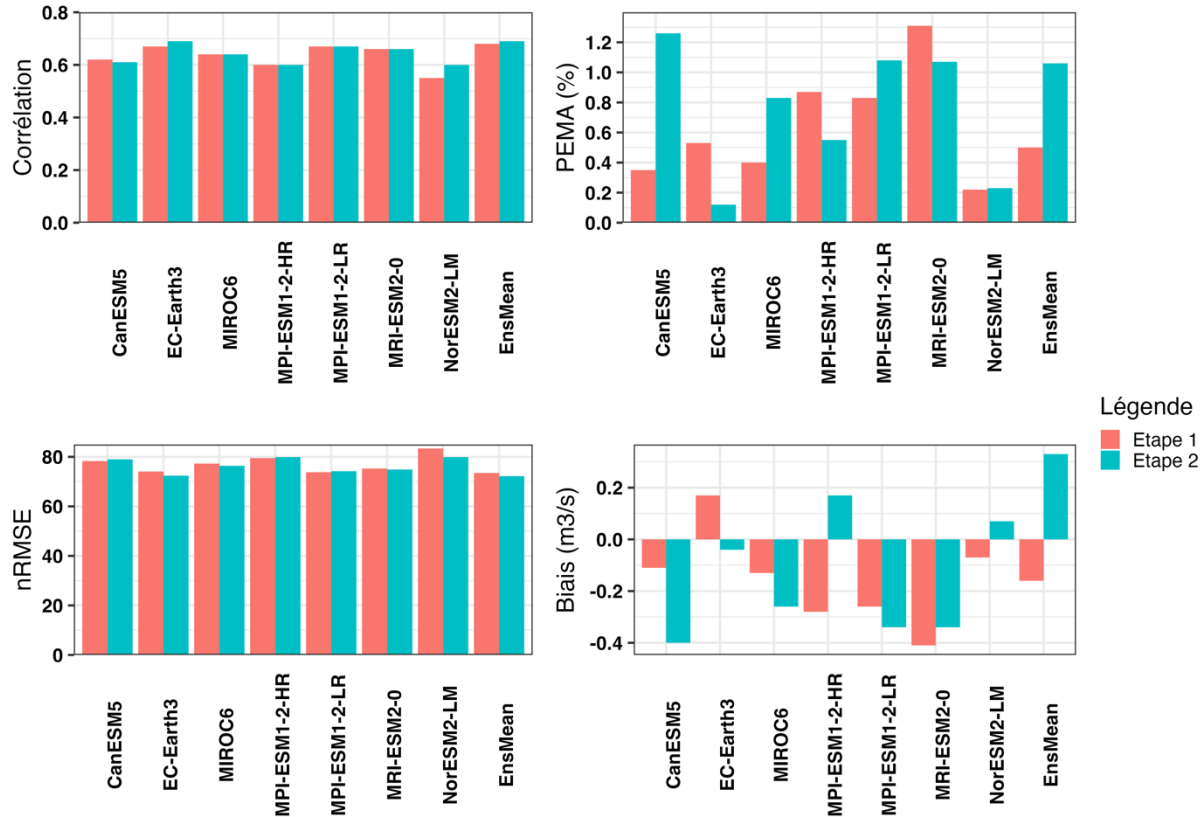 Corrélation
0.8
0.6
0.4
0.2
0.0
CanESM5
EC-Earth3
MIROC6
MPI-ESM1-2-HR
MPI-ESM1-2-LR
MRI-ESM2-0
NorESM2-LM
EnsMean
PEMA (%)
1.2
1.0
0.8
0.6
0.4
0.2
0.0
CanESM5
EC-Earth3
MIROC6
MPI-ESM1-2-HR
MPI-ESM1-2-LR
MRI-ESM2-0
NorESM2-LM
EnsMean
nRMSE
80
60
40
20
0
CanESM5
EC-Earth3
MIROC6
MPI-ESM1-2-HR
MPI-ESM1-2-LR
MRI-ESM2-0
NorESM2-LM
EnsMean
Biais (m3/s)
0.2
0.0
-0.2
-0.4
CanESM5
EC-Earth3
MIROC6
MPI-ESM1-2-HR
MPI-ESM1-2-LR
MRI-ESM2-0
NorESM2-LM
EnsMean
Légende
Etape 1
Etape 2